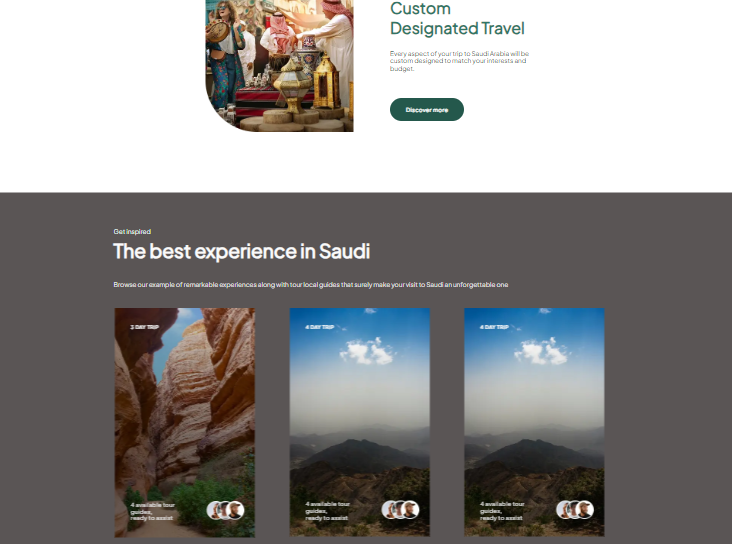 Custom
Designated Travel
Every aspect of your trip to Saudi Arabia will be
custom designed to match your interests and
budget.
Discover more
Get inspired
The best experience in Saudi
Browse our example of remarkable experiences along with tour local guides that surely make your visit to Saudi an unforgettable one
3 DAY TRIP
4 DAY TRIP
4 DAY TRIP
4 available tour
guides,
ready to assist
4 available tour
guides,
ready to assist
4 available tour
guides,
ready to assist